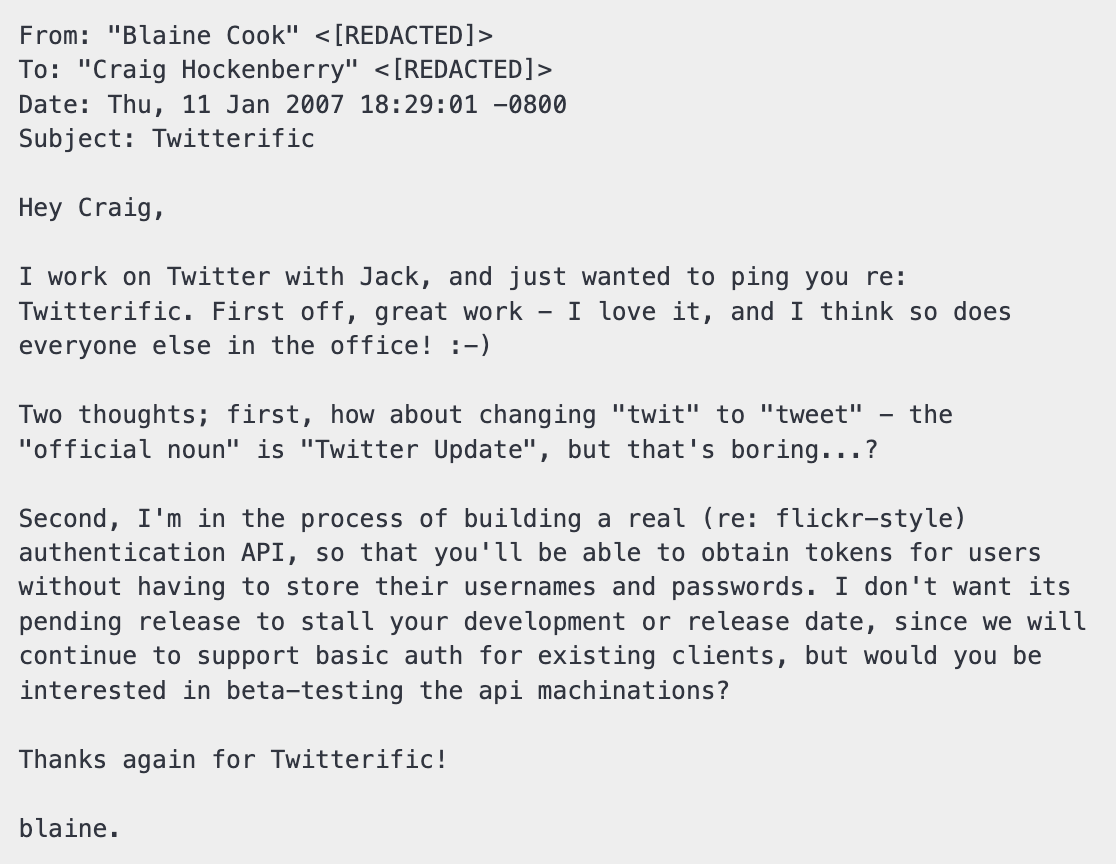 From: "Blaine Cook" <[REDACTED]>
To: "Craig Hockenberry" <[REDACTED]>
Date: Thu, 11 Jan 2007 18:29:01 -0800
Subject: Twitterific

Hey Craig,

I work on Twitter with Jack, and just wanted to ping you re:
Twitterific. First off, great work - I love it, and I think so does
everyone else in the office! :-)

Two thoughts; first, how about changing "twit" to "tweet" - the
"official noun" is "Twitter Update", but that's boring...?

Second, I'm in the process of building a real (re: flickr-style)
authentication API, so that you'll be able to obtain tokens for users
without having to store their usernames and passwords. I don't want its
pending release to stall your development or release date, since we will
continue to support basic auth for existing clients, but would you be
interested in beta-testing the api machinations?

Thanks again for Twitterific!

blaine.